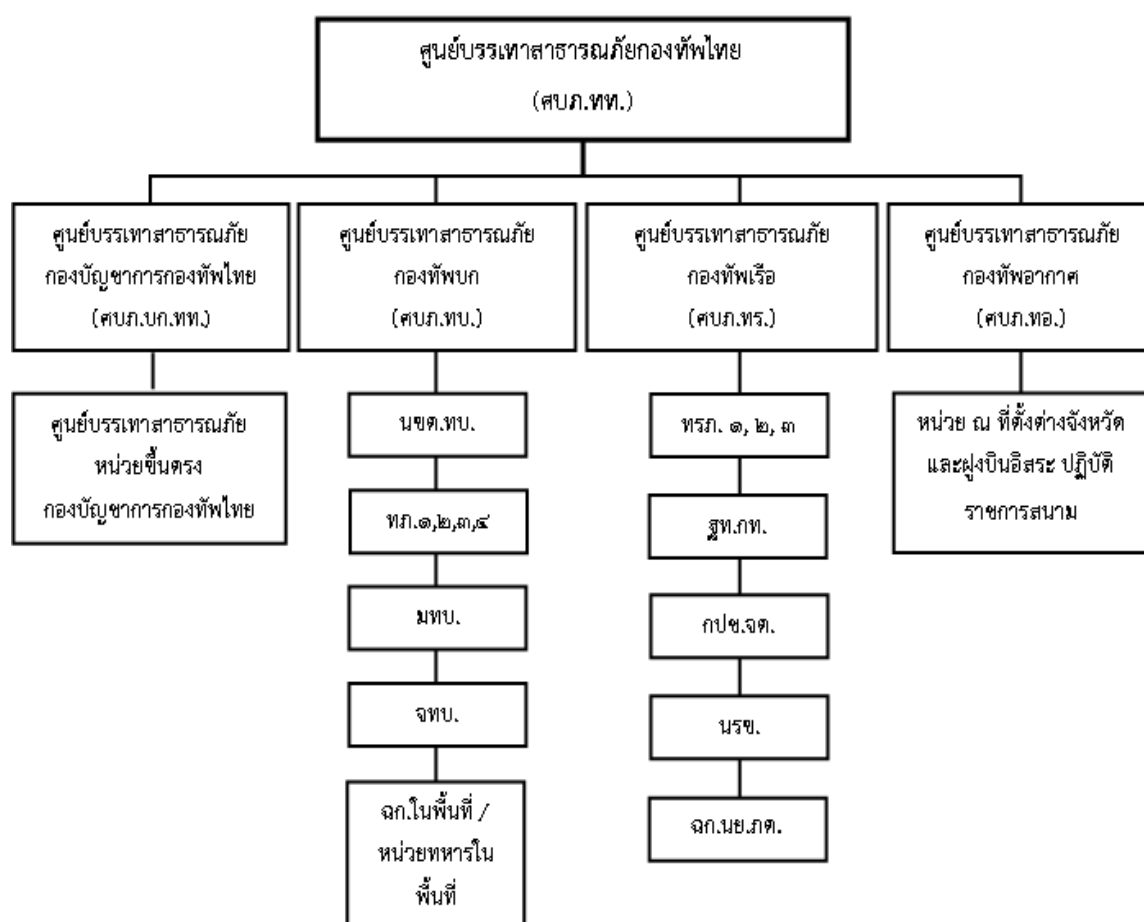 ศูนย์บรรเทาสาธารณภัยกองทัพไทย
(ศบภ.ทท.)
ศูนย์บรรเทาสาธารณภัย
กองบัญชาการกองทัพไทย
(ศบภ.บก.ทท.)
ศูนย์บรรเทาสาธารณภัย
หน่วยขึ้นตรง
กองบัญชาการกองทัพไทย
ศูนย์บรรเทาสาธารณภัย
กองทัพบก
(ศบภ.ทบ.)
นขต.ทบ.
ทภ.๑,๒,๓,๔
มทบ.
จทบ.
ฉก.ในพื้นที่ /
หน่วยทหารใน
พื้นที่
ศูนย์บรรเทาสาธารณภัย
กองทัพเรือ
(ศบภ.ทร.)
ทรภ. ๑, ๒, ๓
ฐท.กท.
กปช.จต.
นรข.
ฉก.นย.ภต.
ศูนย์บรรเทาสาธารณภัย
กองทัพอากาศ
(ศบภ.ทอ.)
หน่วย ณ ที่ตั้งต่างจังหวัด
และฝูงบินอิสระ ปฏิบัติ
ราชการสนาม